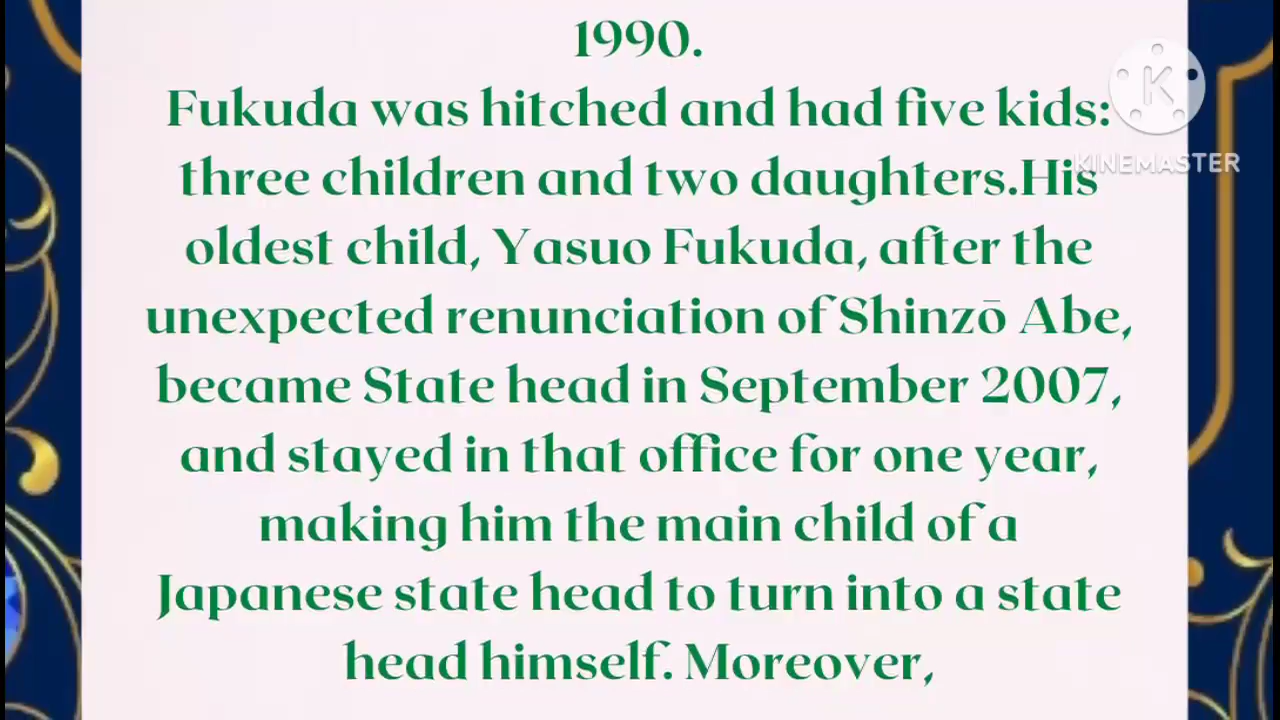 1990.
Fukuda was hitched and had five kids:
three children and two daughters.His
oldest child, Yasuo Fukuda, after the
unexpected renunciation of Shinzō Abe,
became State head in September 2007,
and stayed in that office for one year,
making him the main child of a
Japanese state head to turn into a state
head himself. Moreover,
K
KINEMASTER